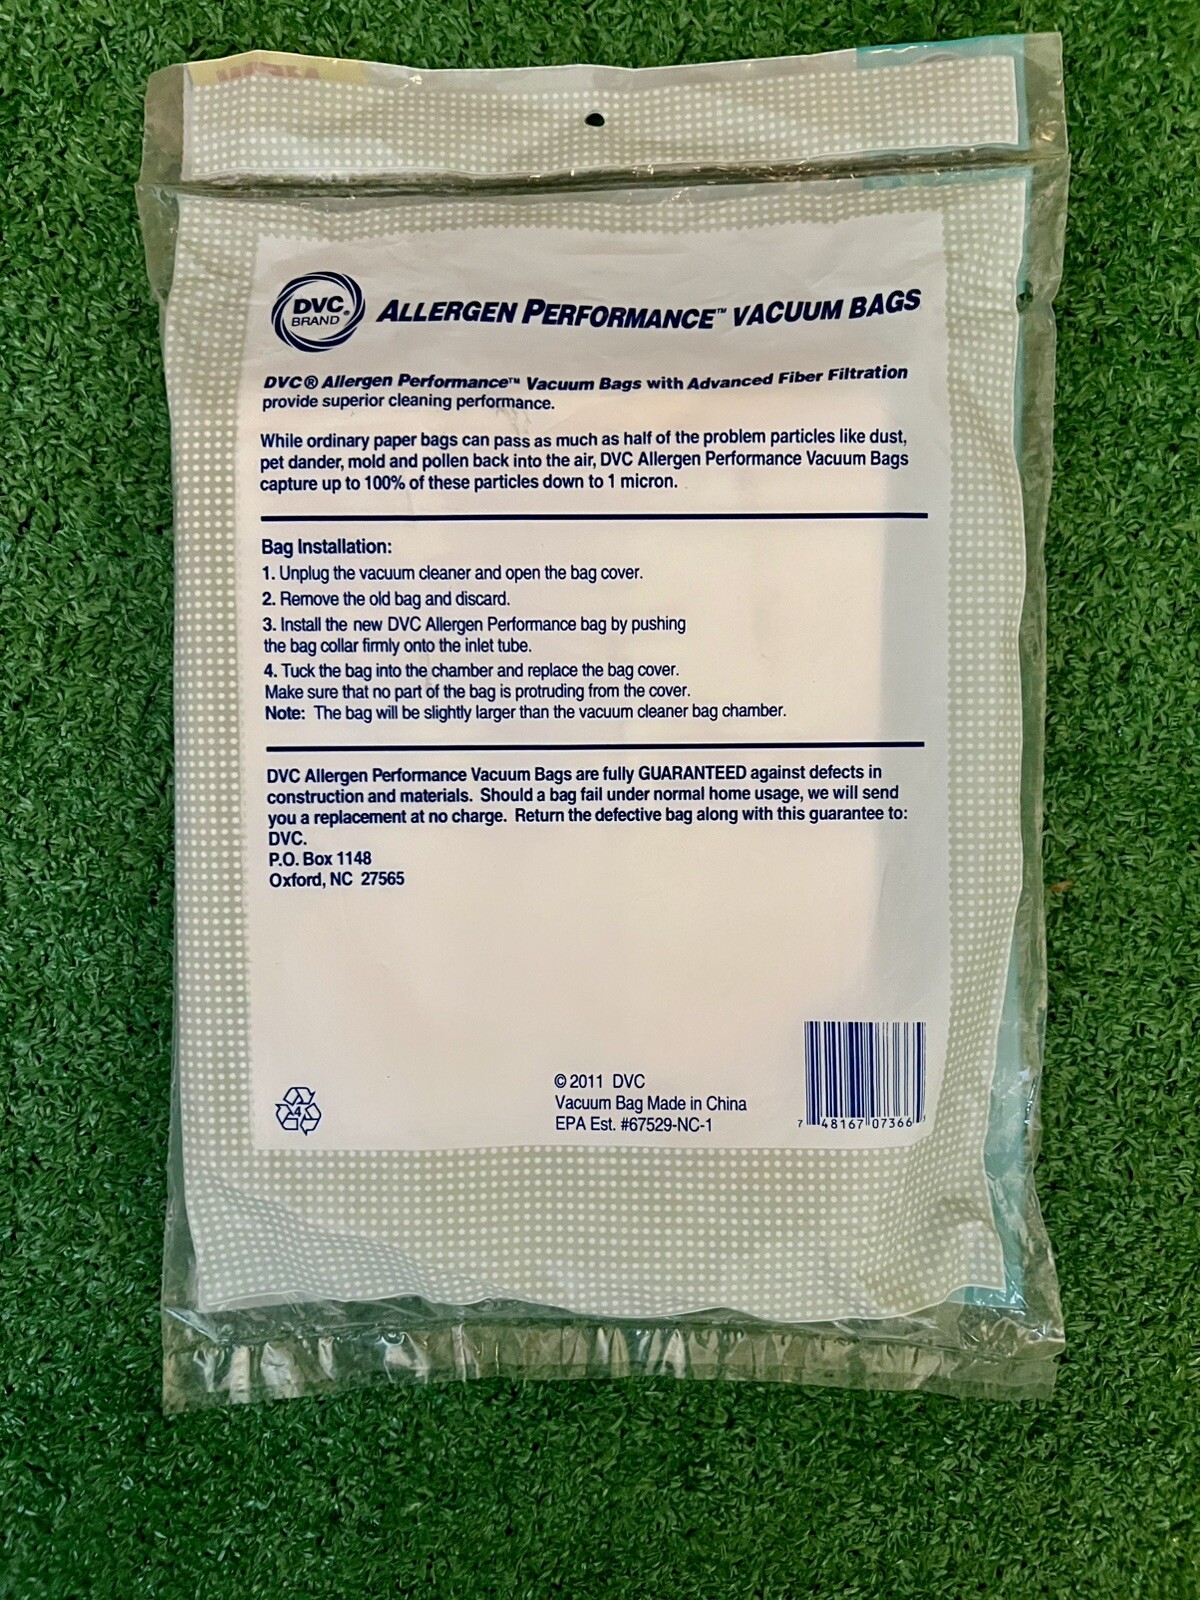 DVC®
BRAND
ALLERGEN PERFORMANCE™ VACUUM BAGS
DVC® Allergen Performance™ Vacuum Bags with Advanced Fiber Filtration
provide superior cleaning performance.
While ordinary paper bags can pass as much as half of the problem particles like dust,
pet dander, mold and pollen back into the air, DVC Allergen Performance Vacuum Bags
capture up to 100% of these particles down to 1 micron.
Bag Installation:
1. Unplug the vacuum cleaner and open the bag cover.
2. Remove the old bag and discard.
3. Install the new DVC Allergen Performance bag by pushing
the bag collar firmly onto the inlet tube.
4. Tuck the bag into the chamber and replace the bag cover.
Make sure that no part of the bag is protruding from the cover.
Note: The bag will be slightly larger than the vacuum cleaner bag chamber.
DVC Allergen Performance Vacuum Bags are fully GUARANTEED against defects in
construction and materials. Should a bag fail under normal home usage, we will send
you a replacement at no charge. Return the defective bag along with this guarantee to:
DVC.
P.O. Box 1148
Oxford, NC 27565
4
© 2011 DVC
Vacuum Bag Made in China
EPA Est. #67529-NC-1
7 48167 07366